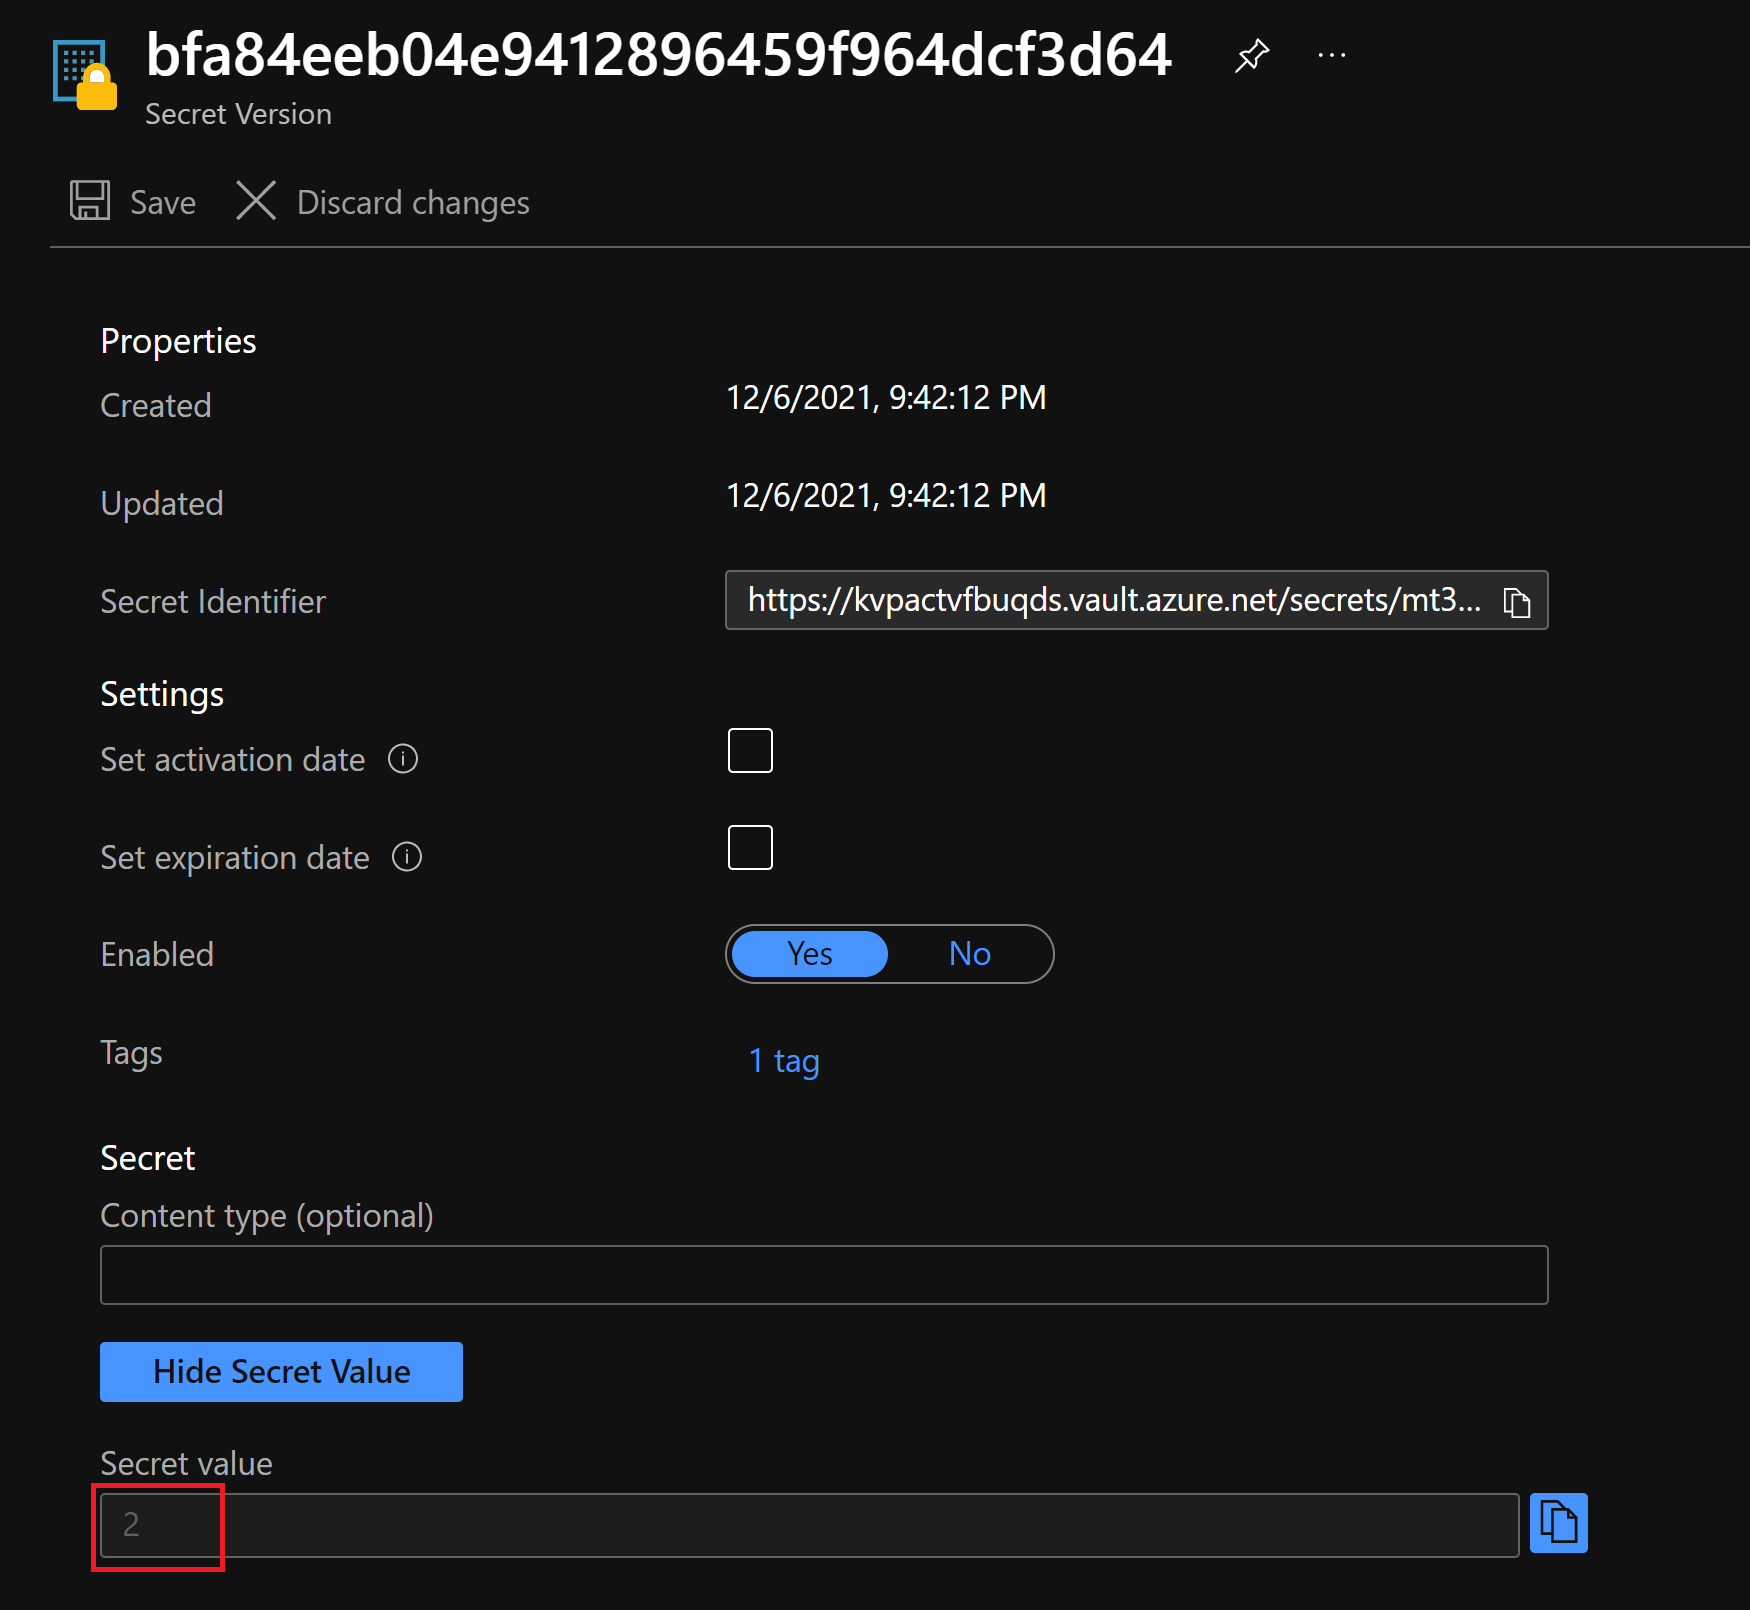 bfa84eeb04e9412896459f964dcf3d64
Secret Version
Save Discard changes
Properties
Created 12/6/2021, 9:42:12 PM
Updated 12/6/2021, 9:42:12 PM
Secret Identifier https://kvpactvfbuqds.vault.azure.net/secrets/mt3...
Settings
Set activation date
Set expiration date
Enabled Yes No
Tags 1 tag
Secret
Content type (optional)
Hide Secret Value
Secret value
2